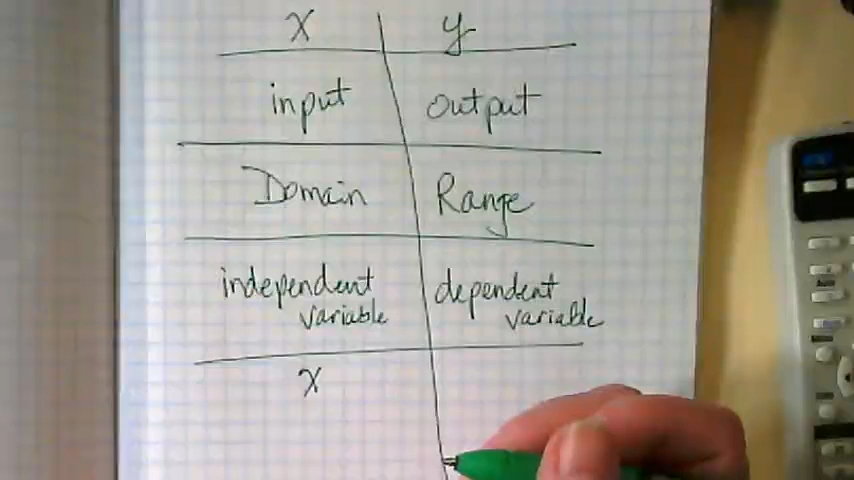 x y
input output
Domain Range
independent variable dependent variable
x